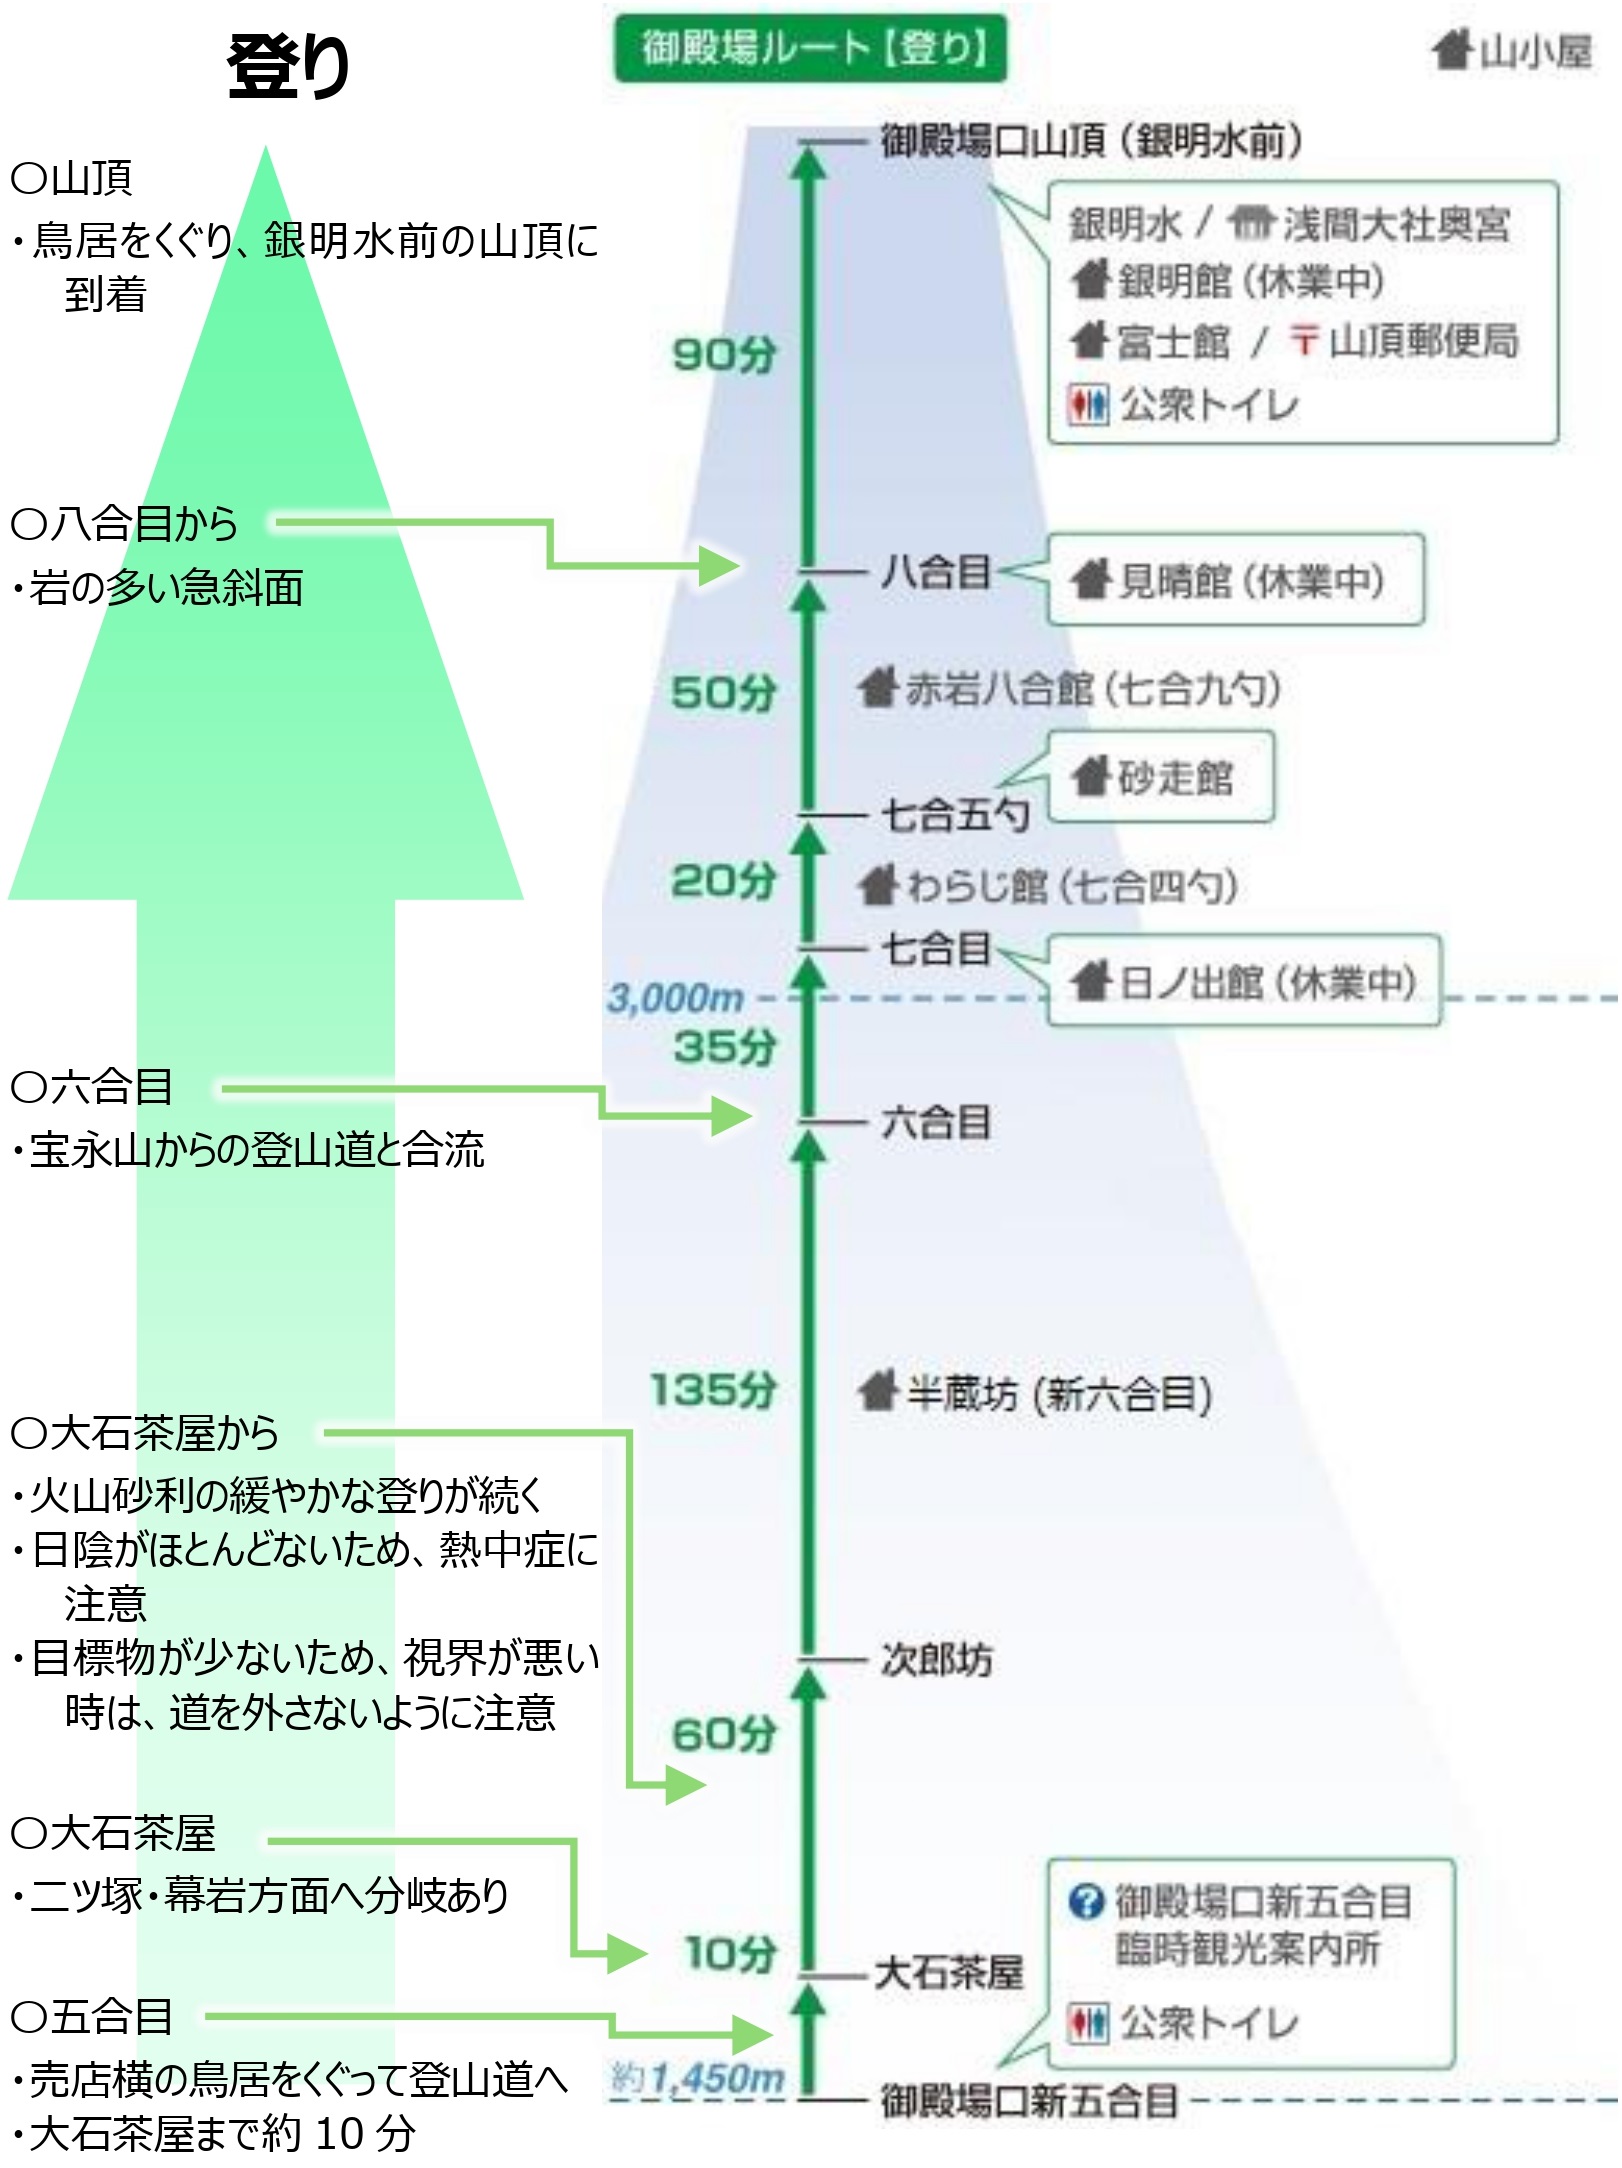 登り
○山頂
・鳥居をくぐり、銀明水前の山頂に
到着
○八合目から
・岩の多い急斜面
○六合目
・宝永山からの登山道と合流
○大石茶屋から
・火山砂利の緩やかな登りが続く
・日陰がほとんどないため、熱中症に
注意
・目標物が少ないため、視界が悪い
時は、道を外さないように注意
○大石茶屋
・二ツ塚・幕岩方面へ分岐あり
○五合目
・売店横の鳥居をくぐって登山道へ
・大石茶屋まで約 10 分
御殿場ルート【登り】
山小屋
御殿場口山頂（銀明水前）
銀明水 / 浅間大社奥宮
銀明館（休業中）
富士館 / 〒山頂郵便局
公衆トイレ
90分
八合目
見晴館（休業中）
50分
赤岩八合館（七合九勺）
砂走館
七合五勺
20分
わらじ館（七合四勺）
七合目
日ノ出館（休業中）
3,000m
35分
六合目
135分
半蔵坊 (新六合目)
次郎坊
60分
10分
大石茶屋
? 御殿場口新五合目
臨時観光案内所
公衆トイレ
約1,450m
御殿場口新五合目